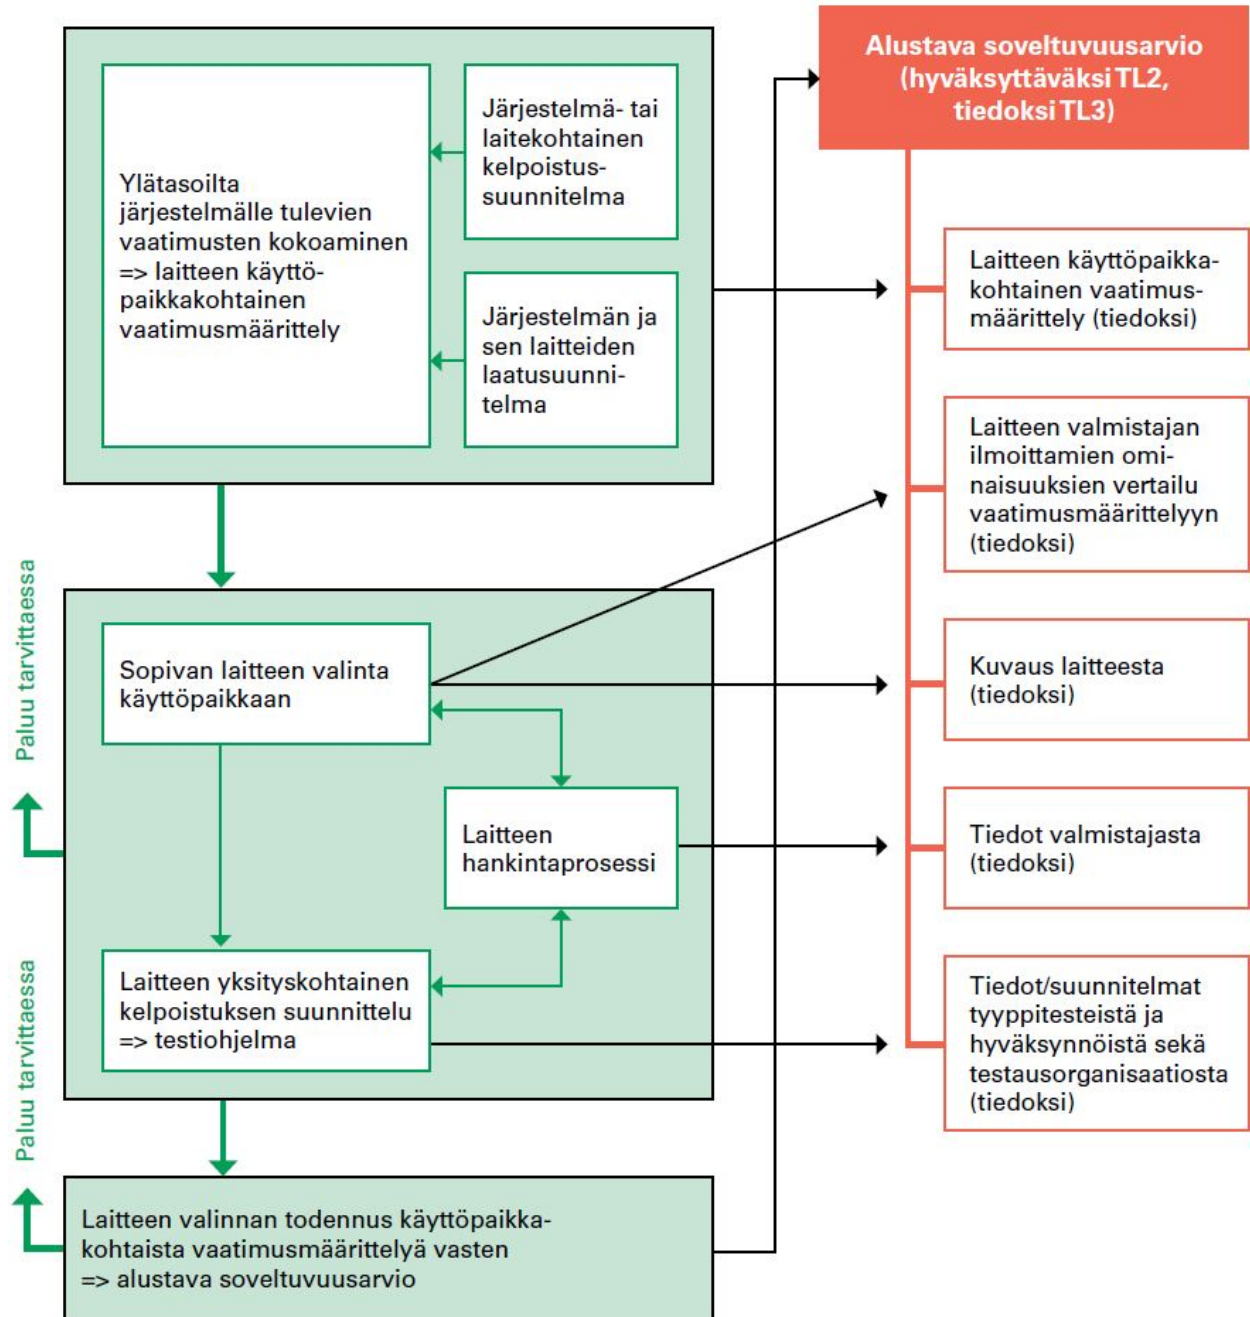 Alustava soveltuvuusarvio
(hyväksyttäväksi TL2,
tiedoksi TL3)
Ylätasoilta
järjestelmälle tulevien
vaatimusten kokoaminen
=> laitteen käyttö-
paikkakohtainen
vaatimusmäärittely
Järjestelmä- tai
laitekohtainen
kelpoistus-
suunnitelma
Järjestelmän ja
sen laitteiden
laatusuunni-
telma
Laitteen käyttöpaikka-
kohtainen vaatimus-
määrittely (tiedoksi)
Laitteen valmistajan
ilmoittamien omi-
naisuuksien vertailu
vaatimusmäärittelyyn
(tiedoksi)
Paluu tarvittaessa
Sopivan laitteen valinta
käyttöpaikkaan
Kuvaus laitteesta
(tiedoksi)
Laitteen
hankintaprosessi
Tiedot valmistajasta
(tiedoksi)
Laitteen yksityskohtainen
kelpoistuksen suunnittelu
=> testiohjelma
Tiedot/suunnitelmat
tyyppitesteistä ja
hyväksynnöistä sekä
testausorganisaatiosta
(tiedoksi)
Paluu tarvittaessa
Laitteen valinnan todennus käyttöpaikka-
kohtaista vaatimusmäärittelyä vasten
=> alustava soveltuvuusarvio